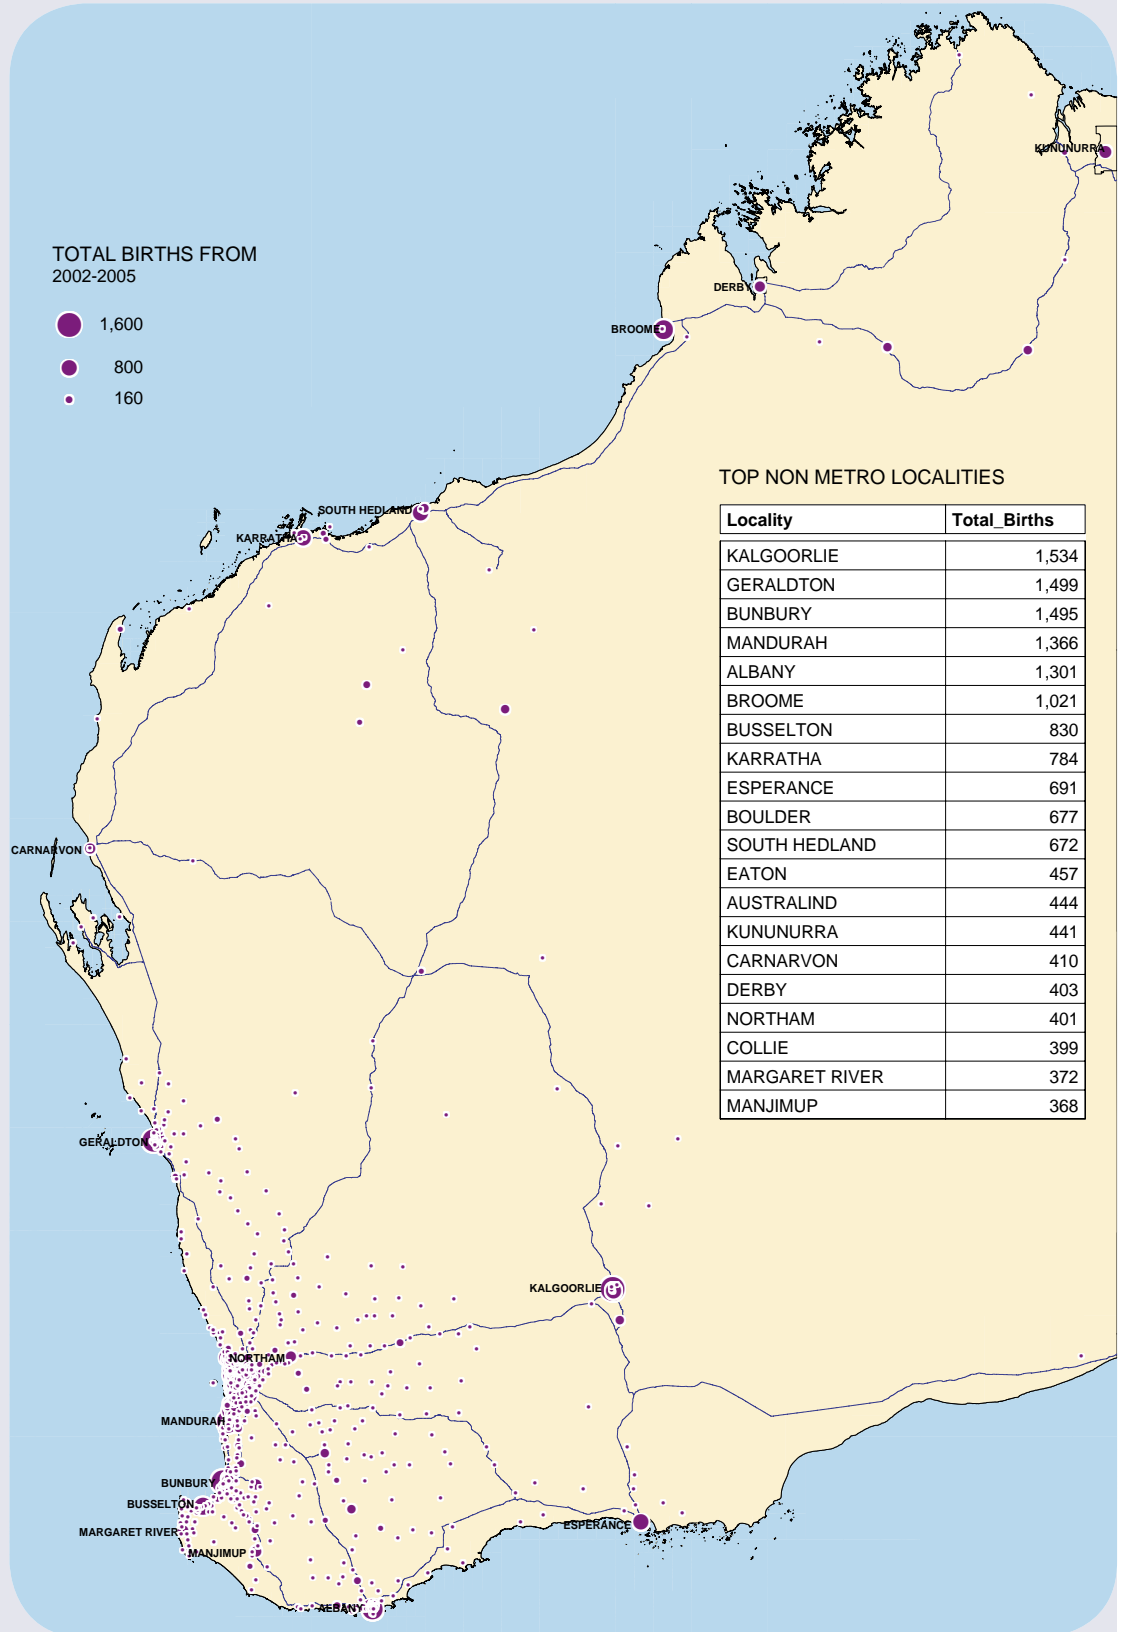 KUNUNURRA
TOTAL BIRTHS FROM
2002-2005
1,600
800
160
DERBY
BROOME
TOP NON METRO LOCALITIES
Locality Total_Births
KALGOORLIE 1,534
GERALDTON 1,499
BUNBURY 1,495
MANDURAH 1,366
ALBANY 1,301
BROOME 1,021
BUSSELTON 830
KARRATHA 784
ESPERANCE 691
BOULDER 677
SOUTH HEDLAND 672
EATON 457
AUSTRALIND 444
KUNUNURRA 441
CARNARVON 410
DERBY 403
NORTHAM 401
COLLIE 399
MARGARET RIVER 372
MANJIMUP 368
SOUTH HEDLAND
KARRATHA
CARNARVON
GERALDTON
KALGOORLIE
NORTHAM
MANDURAH
BUNBURY
BUSSELTON
ESPERANCE
MARGARET RIVER
MANJIMUP
ALBANY